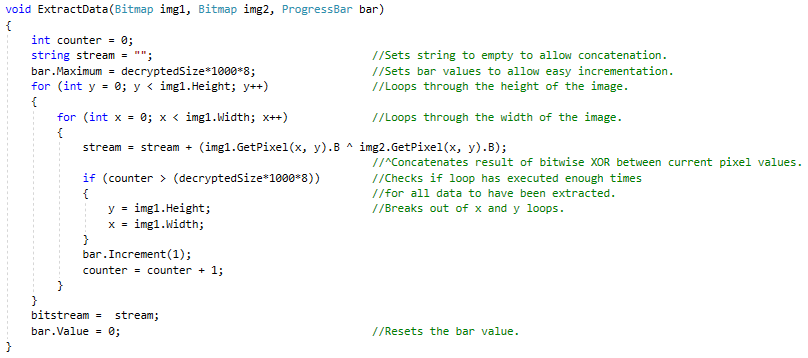 void ExtractData(Bitmap img1, Bitmap img2, ProgressBar bar)
{
    int counter = 0;
    string stream = "";                                 //Sets string to empty to allow concatenation.
    bar.Maximum = decryptedSize*1000*8;                 //Sets bar values to allow easy incrementation.
    for (int y = 0; y < img1.Height; y++)               //Loops through the height of the image.
    {
        for (int x = 0; x < img1.Width; x++)            //Loops through the width of the image.
        {
            stream = stream + (img1.GetPixel(x, y).B ^ img2.GetPixel(x, y).B);
                                                        //^Concatenates result of bitwise XOR between current pixel values.
            if (counter > (decryptedSize*1000*8))       //Checks if loop has executed enough times
            {                                           //for all data to have been extracted.
                y = img1.Height;                        //Breaks out of x and y loops.
                x = img1.Width;
            }
            bar.Increment(1);
            counter = counter + 1;
        }
    }
    bitstream =  stream;
    bar.Value = 0;                                      //Resets the bar value.
}